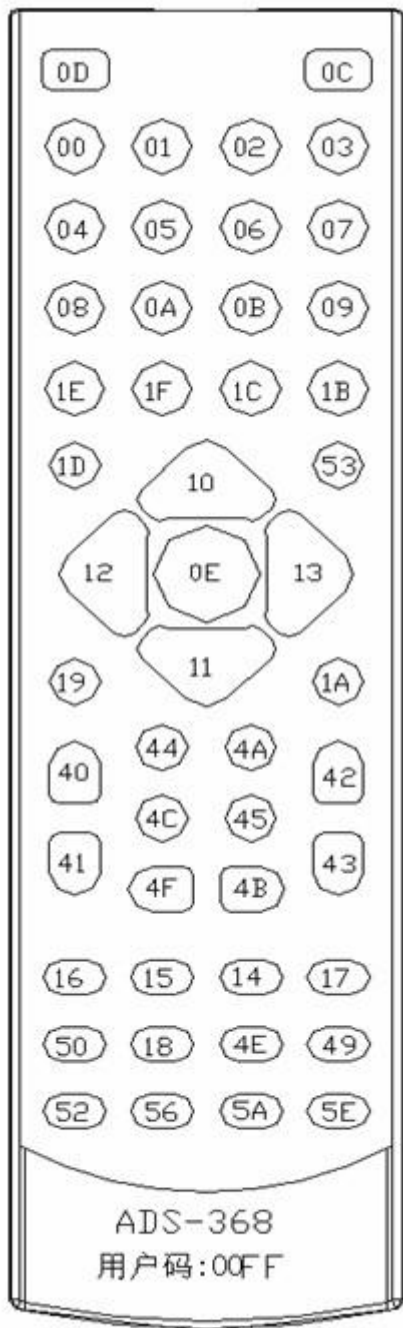 0D 0C
00 01 02 03
04 05 06 07
08 0A 0B 09
1E 1F 1C 1B
1D 53
10
12 0E 13
11
19 1A
44 4A
40 42
4C 45
41 43
4F 4B
16 15 14 17
50 18 4E 49
52 56 5A 5E
ADS-368
用户码:00FF